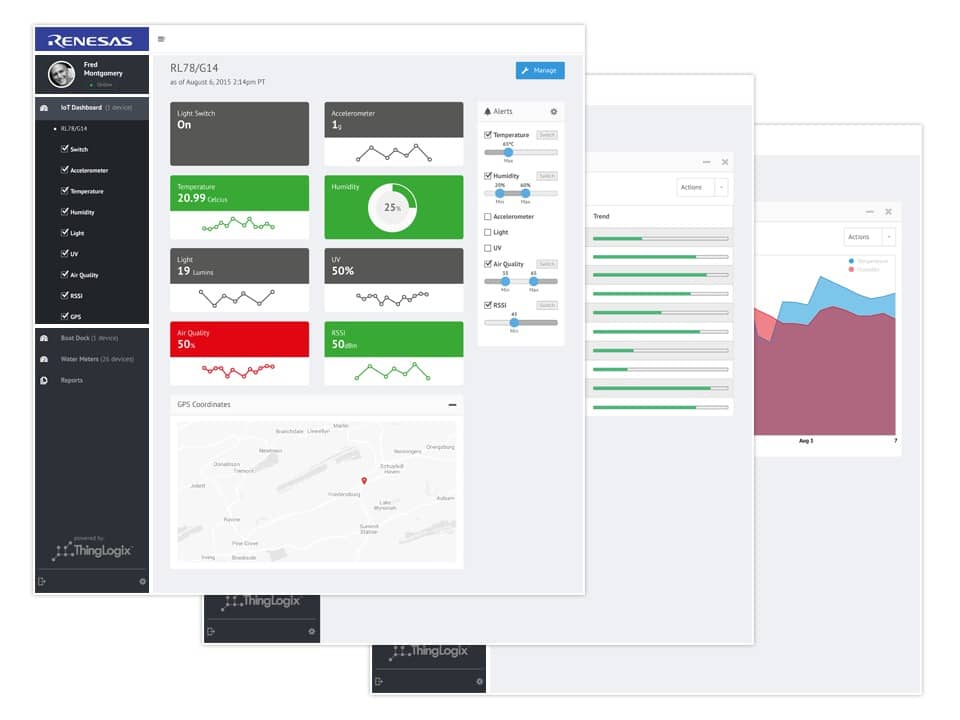 RENESAS
Fred
Montgomery
Online
IoT Dashboard (1 device)
RL78/G14
Switch
Accelerometer
Temperature
Humidity
Light
UV
Air Quality
RSSI
GPS
Boat Dock (1 device)
Water Meters (26 devices)
Reports
powered by:
ThingLogix
RL78/G14
as of August 6, 2015 2:14pm PT
Manage
Light Switch
On
Accelerometer
1g
Temperature
20.99 Celcius
Humidity
25%
Light
19 Lumins
UV
50%
Air Quality
50%
RSSI
50dBm
GPS Coordinates
Marlin
Branchdale Llewellyn
Newtown
Orwigsburg
Donaldson
Tremont
Schuylkill
Haven
Joliett
Friedensburg
Auburn
Lake
Wynonah
Ravine
Summit
Station
Pine Grove
Irving
Alerts
Temperature Switch
65°C
Max
Humidity Switch
20% 60%
Min Max
Accelerometer
Light
UV
Air Quality Switch
35 65
Min Max
RSSI Switch
45
Min
Actions
Trend
ThingLogix
Actions
Temperature
Humidity
Aug 3 7
ThingLogix